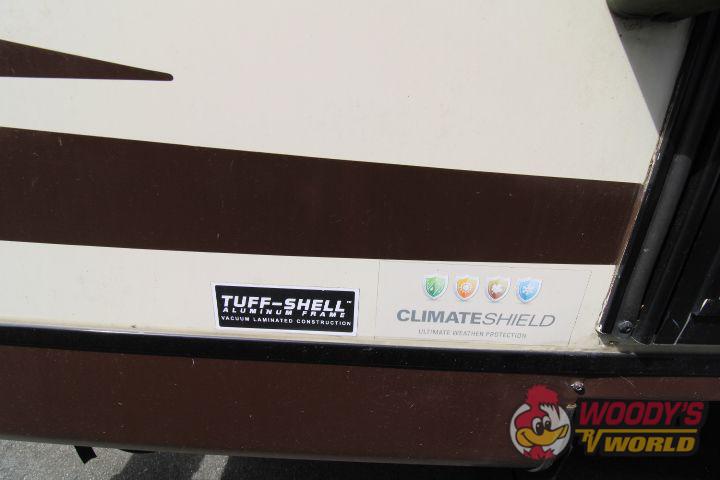 TUFF-SHELL™
ALUMINUM FRAME
VACUUM LAMINATED CONSTRUCTION
CLIMATESHIELD
ULTIMATE WEATHER PROTECTION
WOODY'S
RV WORLD